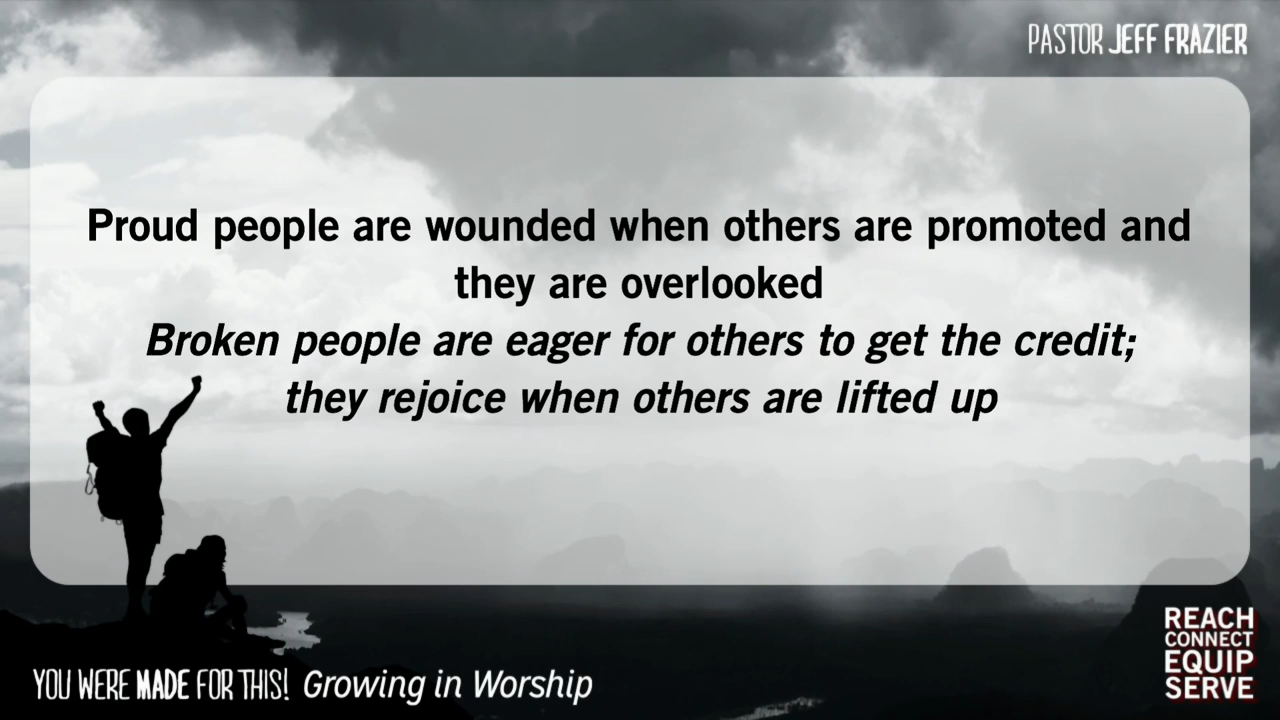 PASTOR JEFF FRAZIER
Proud people are wounded when others are promoted and
they are overlooked
Broken people are eager for others to get the credit;
they rejoice when others are lifted up
YOU WERE MADE FOR THIS! Growing in Worship
REACH
CONNECT
EQUIP
SERVE